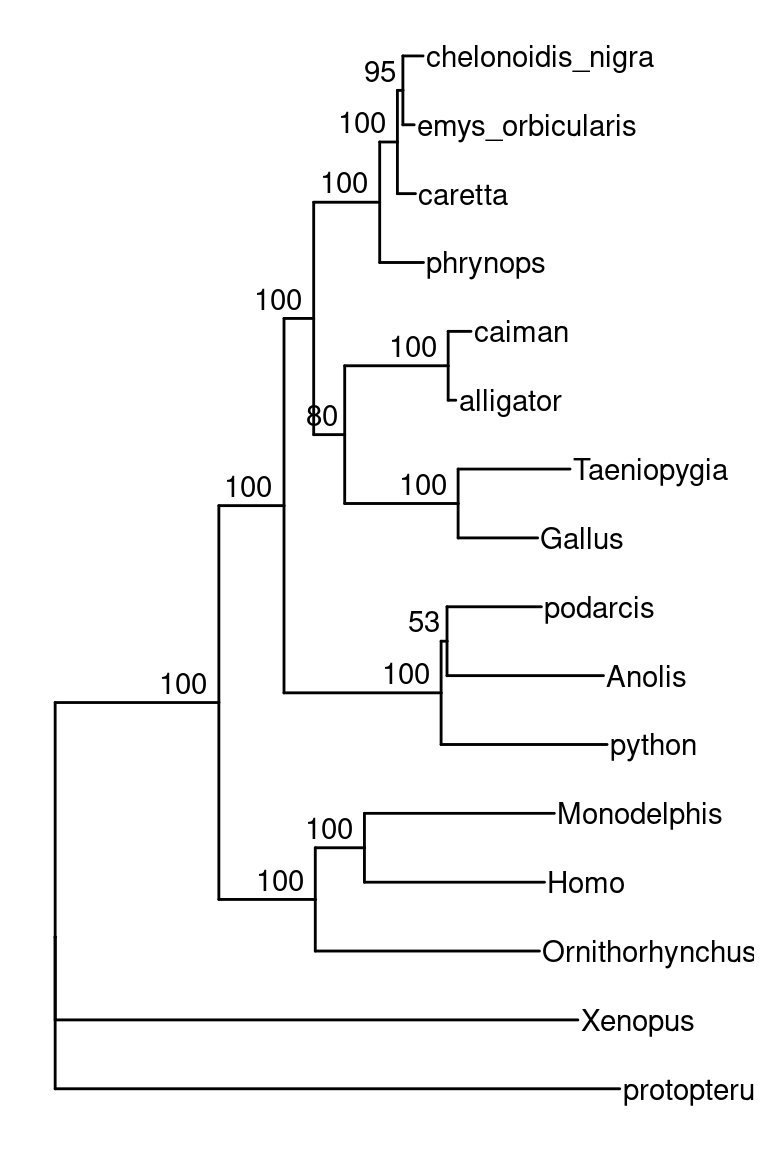 chelonoidis_nigra
95
100
emys_orbicularis
100
caretta
phrynops
100
caiman
100
alligator
80
Taeniopygia
100
100
Gallus
podarcis
53
100
Anolis
100
python
Monodelphis
100
100
Homo
Ornithorhynchus
Xenopus
protopteru